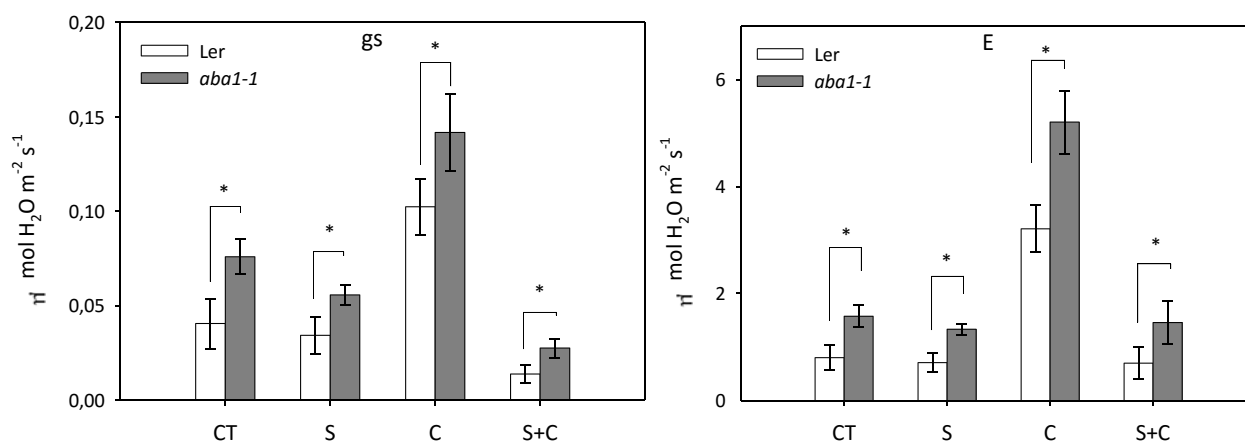 gs
Ler
aba1-1
0,20
0,15
0,10
0,05
0,00
mol H₂O m⁻² s⁻¹
*
*
*
*
CT S C S+C
E
Ler
aba1-1
6
4
2
0
mol H₂O m⁻² s⁻¹
*
*
*
*
CT S C S+C